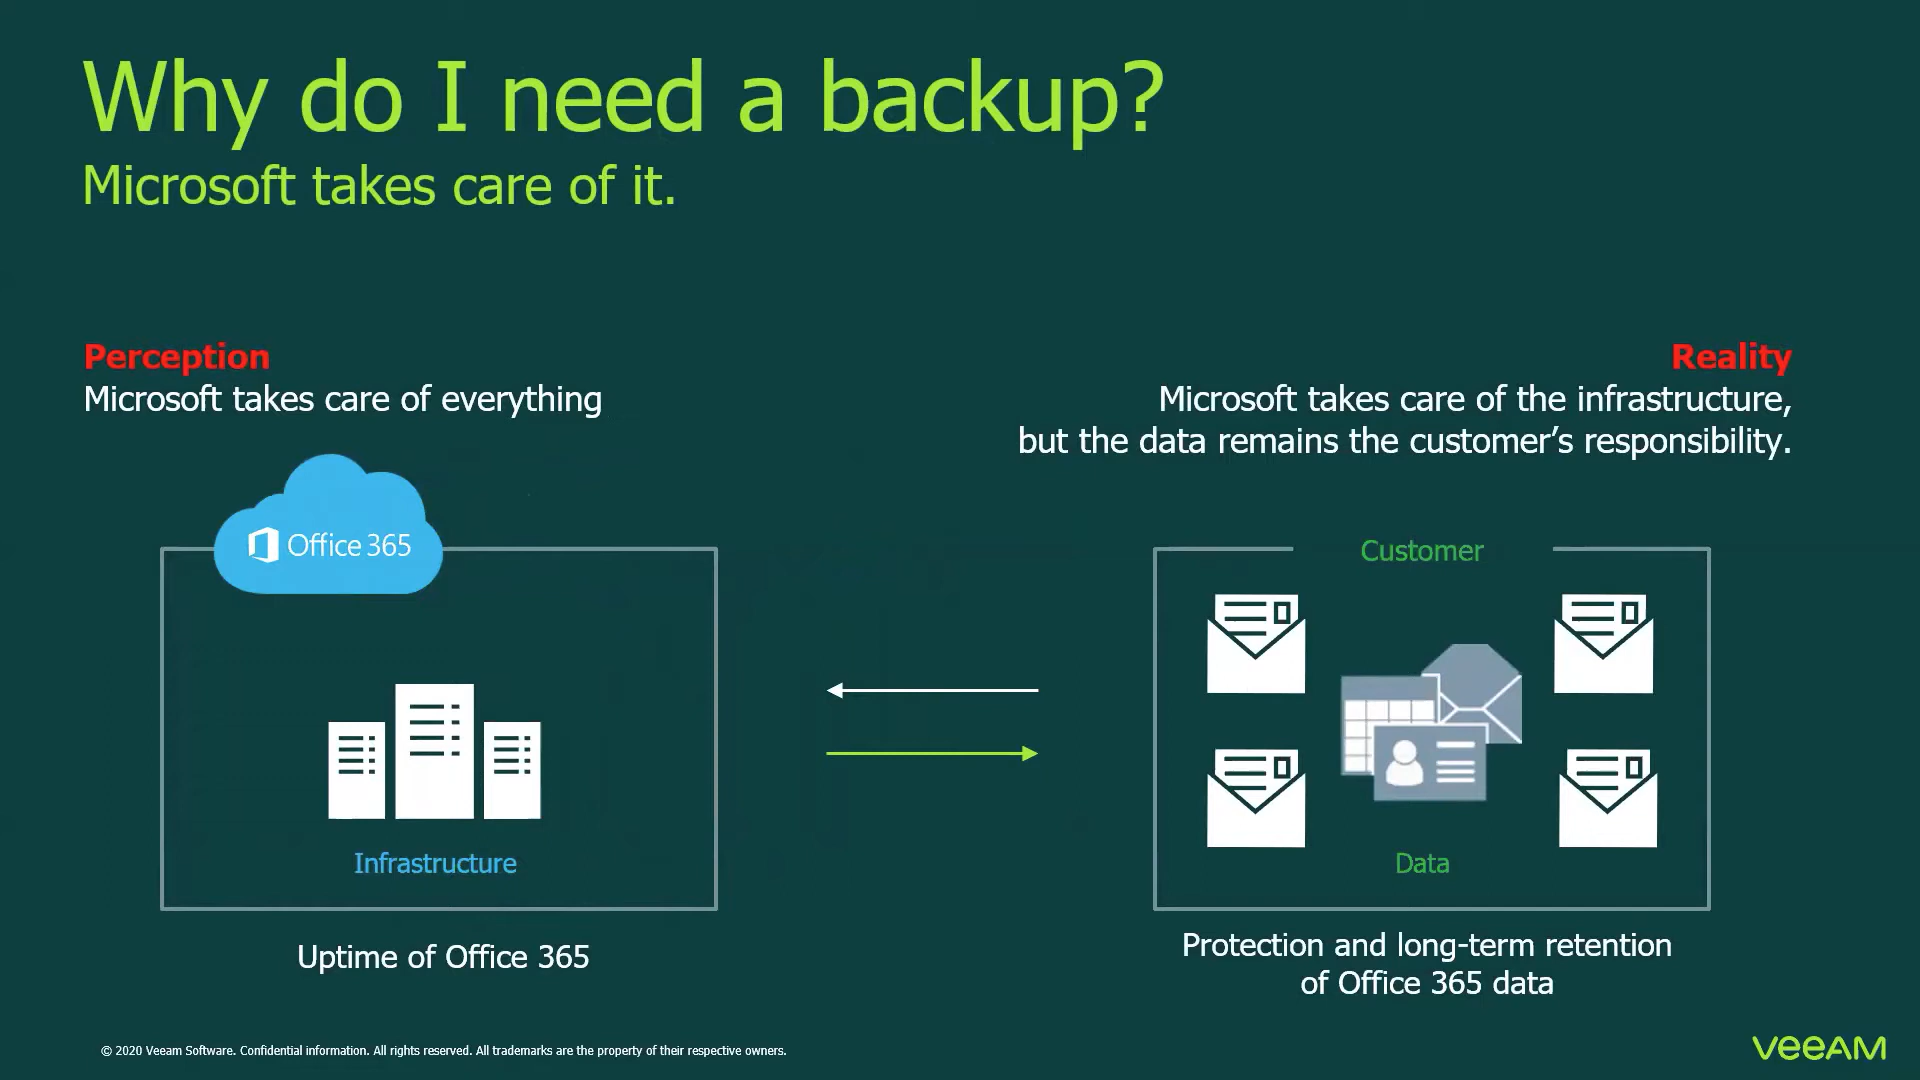 Why do I need a backup?
Microsoft takes care of it.
Perception
Microsoft takes care of everything
Reality
Microsoft takes care of the infrastructure,
but the data remains the customer’s responsibility.
Office 365
Infrastructure
Uptime of Office 365
Customer
Data
Protection and long-term retention
of Office 365 data
© 2020 Veeam Software. Confidential information. All rights reserved. All trademarks are the property of their respective owners.
veeAM